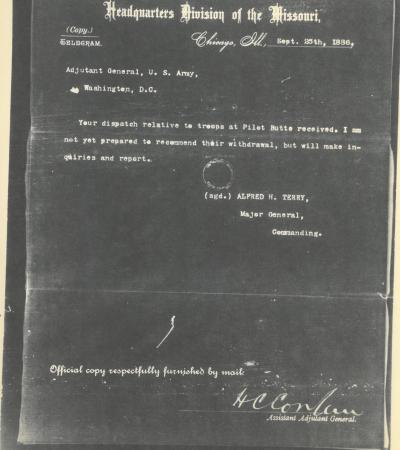 Headquarters Division of the Missouri,
(Copy.)
TELEGRAM.
Chicago, Ill., Sept. 25th, 1886,
Adjutant General, U. S. Army,
Washington, D.C.
Your dispatch relative to troops at Pilot Butte received. I am
not yet prepared to recommend their withdrawal, but will make in-
quiries and report.
(sgd.) ALFRED H. TERRY,
Major General,
Commanding.
Official copy respectfully furnished by mail:
Assistant Adjutant General.